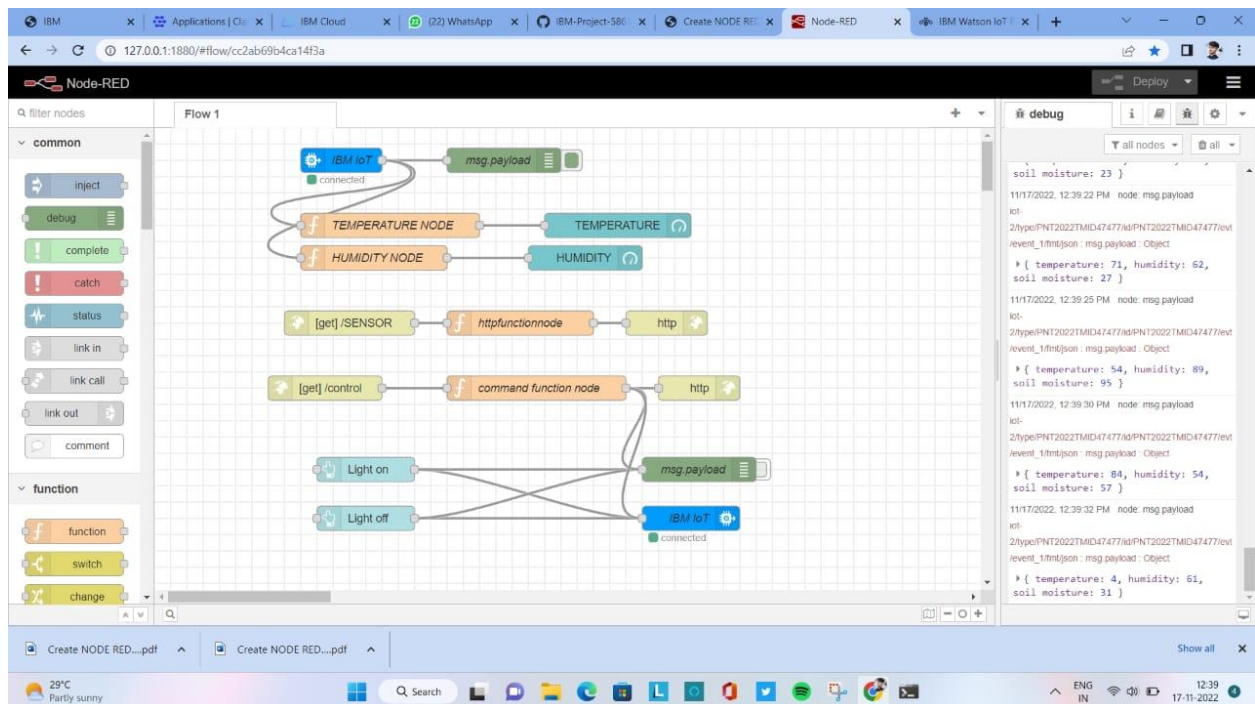 IBM
Applications | Cla
IBM Cloud
(22) WhatsApp
IBM-Project-586
Create NODE RE
Node-RED
IBM Watson IoT
127.0.0.1:1880/#flow/cc2ab69b4ca14f3a
Node-RED
Deploy
filter nodes
Flow 1
debug
i
common
all nodes
all
inject
debug
complete
catch
status
link in
link call
link out
comment
function
function
switch
change
IBM IoT
connected
msg.payload
f TEMPERATURE NODE
TEMPERATURE
f HUMIDITY NODE
HUMIDITY
[get] /SENSOR
f httpfunctionnode
http
[get] /control
f command function node
http
Light on
msg.payload
Light off
IBM IoT
connected
soil moisture: 23 }
11/17/2022, 12:39:22 PM node: msg.payload
iot-
2/type/PNT2022TMID47477/id/PNT2022TMID47477/evt
/event_1/fmt/json : msg.payload : Object
{ temperature: 71, humidity: 62,
soil moisture: 27 }
11/17/2022, 12:39:25 PM node: msg.payload
iot-
2/type/PNT2022TMID47477/id/PNT2022TMID47477/evt
/event_1/fmt/json : msg.payload : Object
{ temperature: 54, humidity: 89,
soil moisture: 95 }
11/17/2022, 12:39:30 PM node: msg.payload
iot-
2/type/PNT2022TMID47477/id/PNT2022TMID47477/evt
/event_1/fmt/json : msg.payload : Object
{ temperature: 84, humidity: 54,
soil moisture: 57 }
11/17/2022, 12:39:32 PM node: msg.payload
iot-
2/type/PNT2022TMID47477/id/PNT2022TMID47477/evt
/event_1/fmt/json : msg.payload : Object
{ temperature: 4, humidity: 61,
soil moisture: 31 }
Create NODE RED....pdf
Create NODE RED....pdf
Show all
29°C
Partly sunny
Search
ENG
IN
12:39
17-11-2022
4